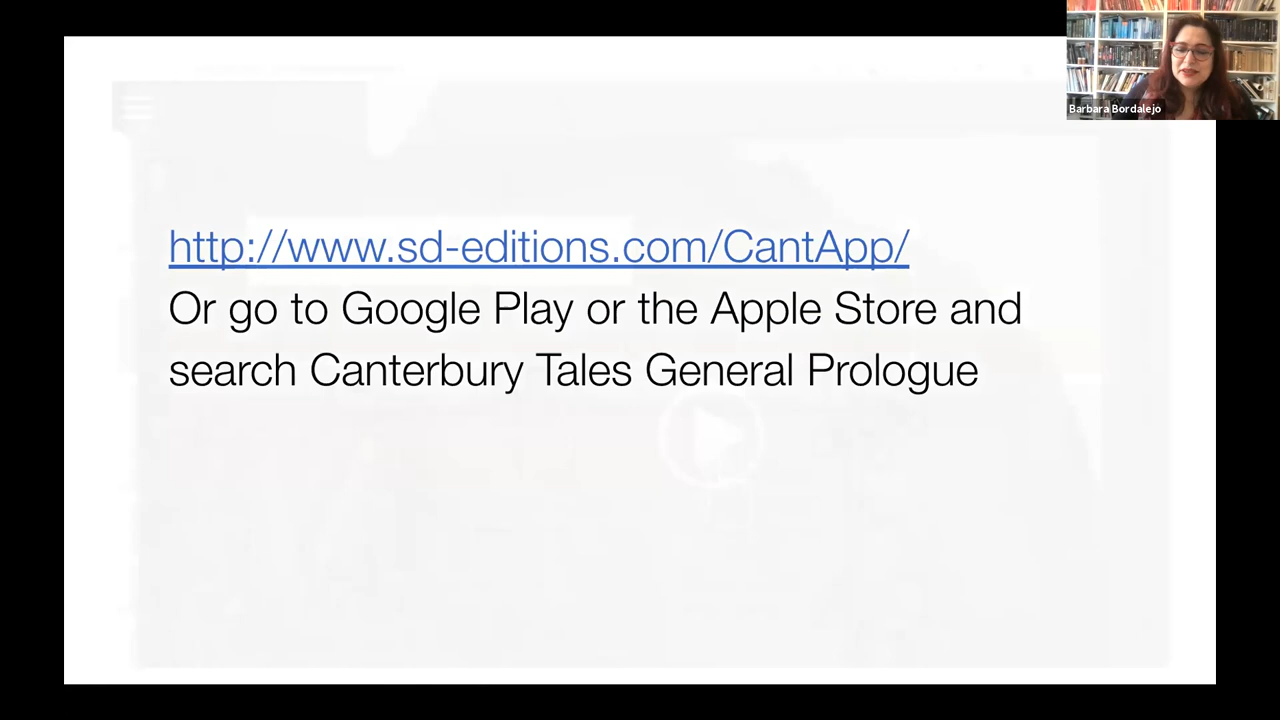 Barbara Bordalejo
http://www.sd-editions.com/CantApp/
Or go to Google Play or the Apple Store and
search Canterbury Tales General Prologue